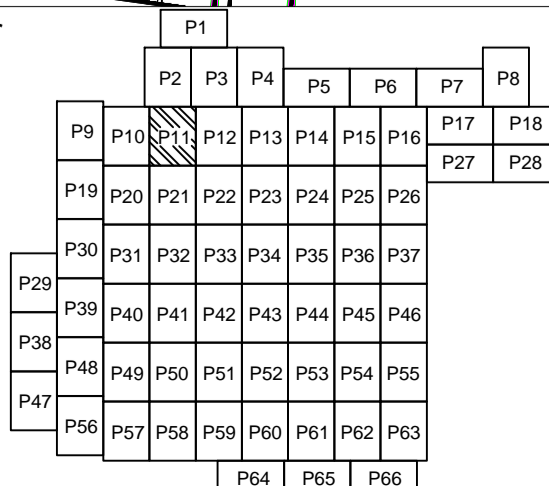 P1
P2 P3 P4 P5 P6 P7 P8
P9 P10 P11 P12 P13 P14 P15 P16 P17 P18
P27 P28
P19 P20 P21 P22 P23 P24 P25 P26
P30 P31 P32 P33 P34 P35 P36 P37
P29
P39 P40 P41 P42 P43 P44 P45 P46
P38
P48 P49 P50 P51 P52 P53 P54 P55
P47
P56 P57 P58 P59 P60 P61 P62 P63
P64 P65 P66